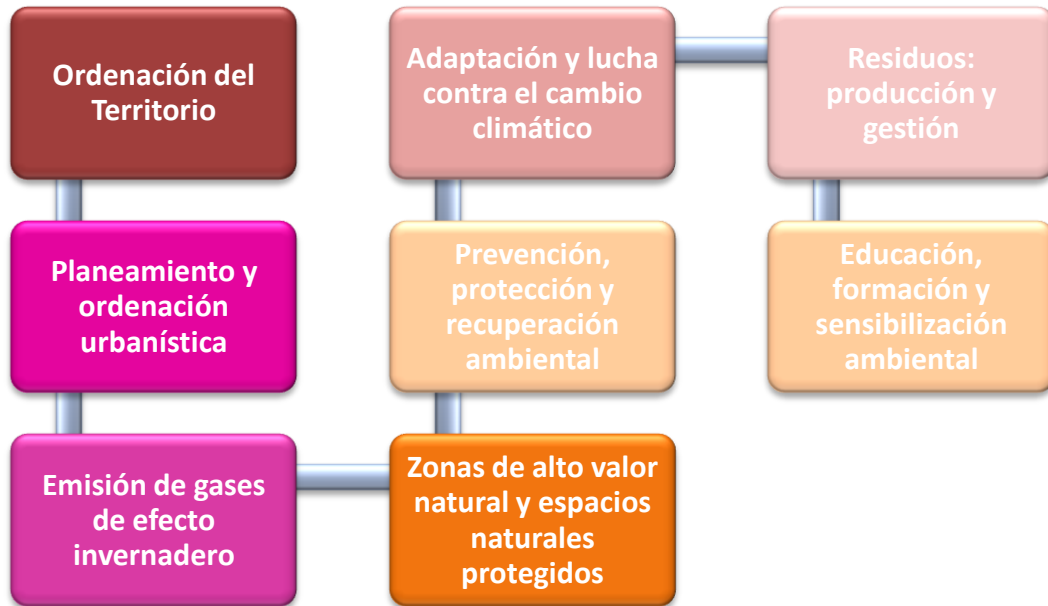 Ordenación del
Territorio
Planeamiento y
ordenación
urbanística
Emisión de gases
de efecto
invernadero
Zonas de alto valor
natural y espacios
naturales
protegidos
Prevención,
protección y
recuperación
ambiental
Adaptación y lucha
contra el cambio
climático
Residuos:
producción y
gestión
Educación,
formación y
sensibilización
ambiental